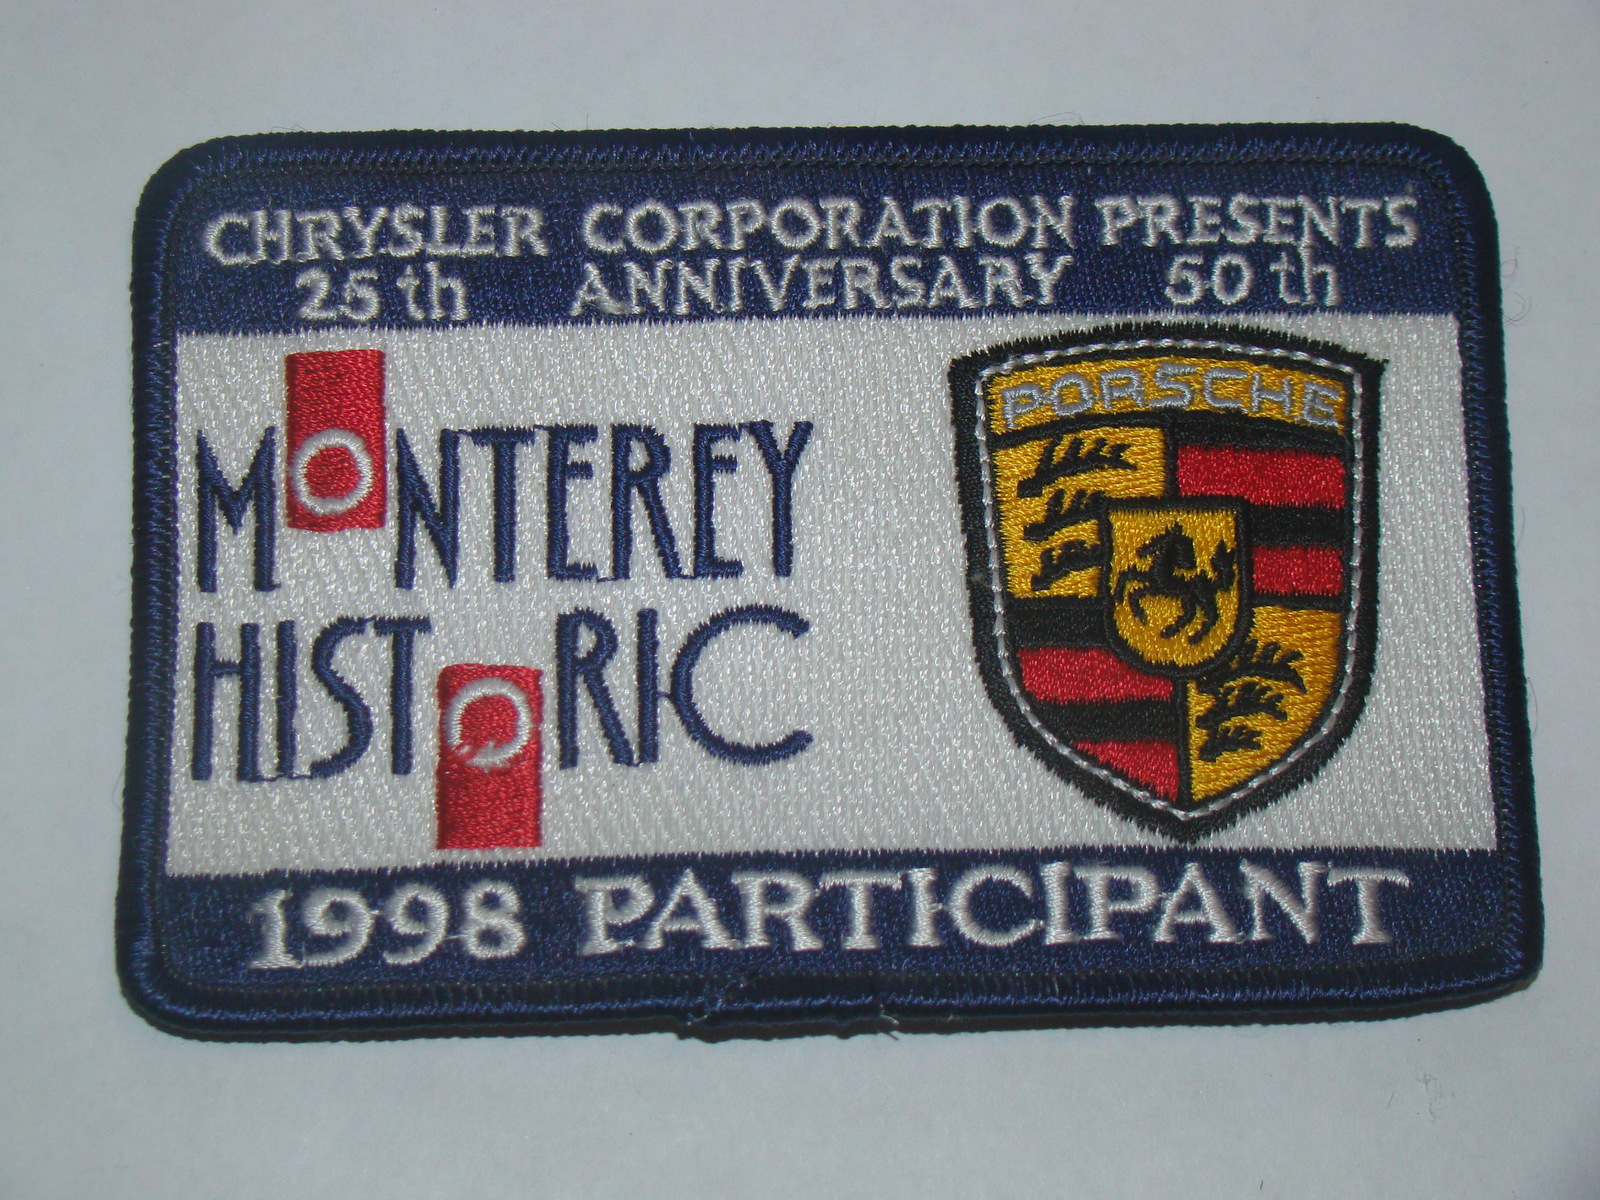 CHRYSLER CORPORATION PRESENTS
25th ANNIVERSARY 50th
PORSCHE
MONTEREY
HISTORIC
1998 PARTICIPANT